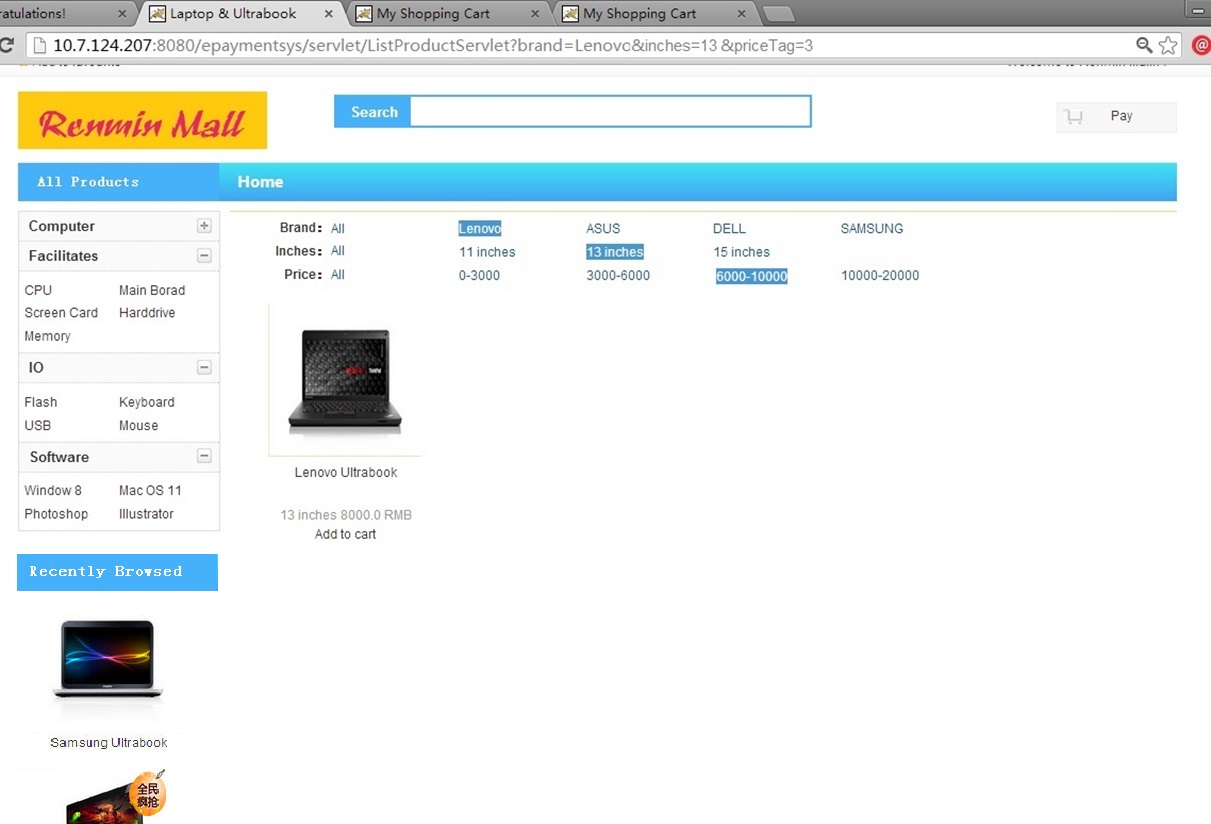 ratulations!
Laptop & Ultrabook
My Shopping Cart
My Shopping Cart
10.7.124.207:8080/epaymentsys/servlet/ListProductServlet?brand=Lenovo&inches=13 &priceTag=3
Renmin Mall
Search
Pay
All Products
Home
Computer
Facilitates
CPU Main Borad
Screen Card Harddrive
Memory
IO
Flash Keyboard
USB Mouse
Software
Window 8 Mac OS 11
Photoshop Illustrator
Brand: All Lenovo ASUS DELL SAMSUNG
Inches: All 11 inches 13 inches 15 inches
Price: All 0-3000 3000-6000 6000-10000 10000-20000
Lenovo Ultrabook
13 inches 8000.0 RMB
Add to cart
Recently Browsed
Samsung Ultrabook
全民
疯抢